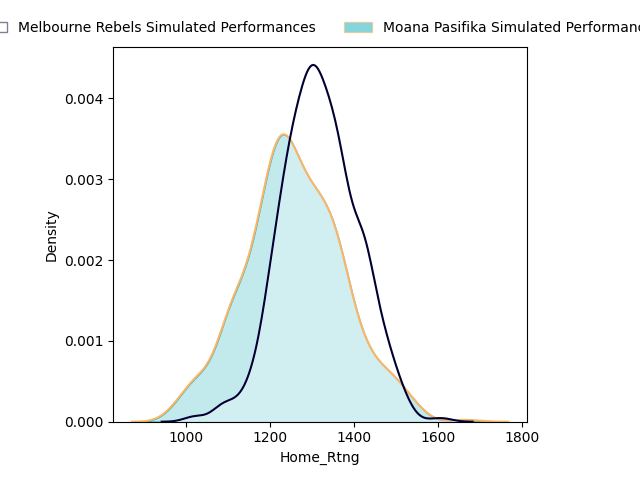 Melbourne Rebels Simulated Performances Moana Pasifika Simulated
0.004
0.003
0.002
0.001
0.000
Density
1000 1200 1400 1600 1800
Home_Rtng